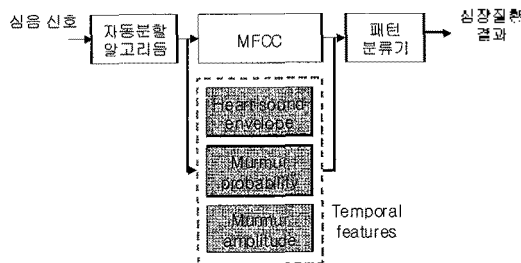 심음 신호
자동분할
알고리듬
MFCC
패턴
분류기
심장질환
결과
Heart sound
envelope
Murmur
probability
Murmur
amplitude
Temporal
features